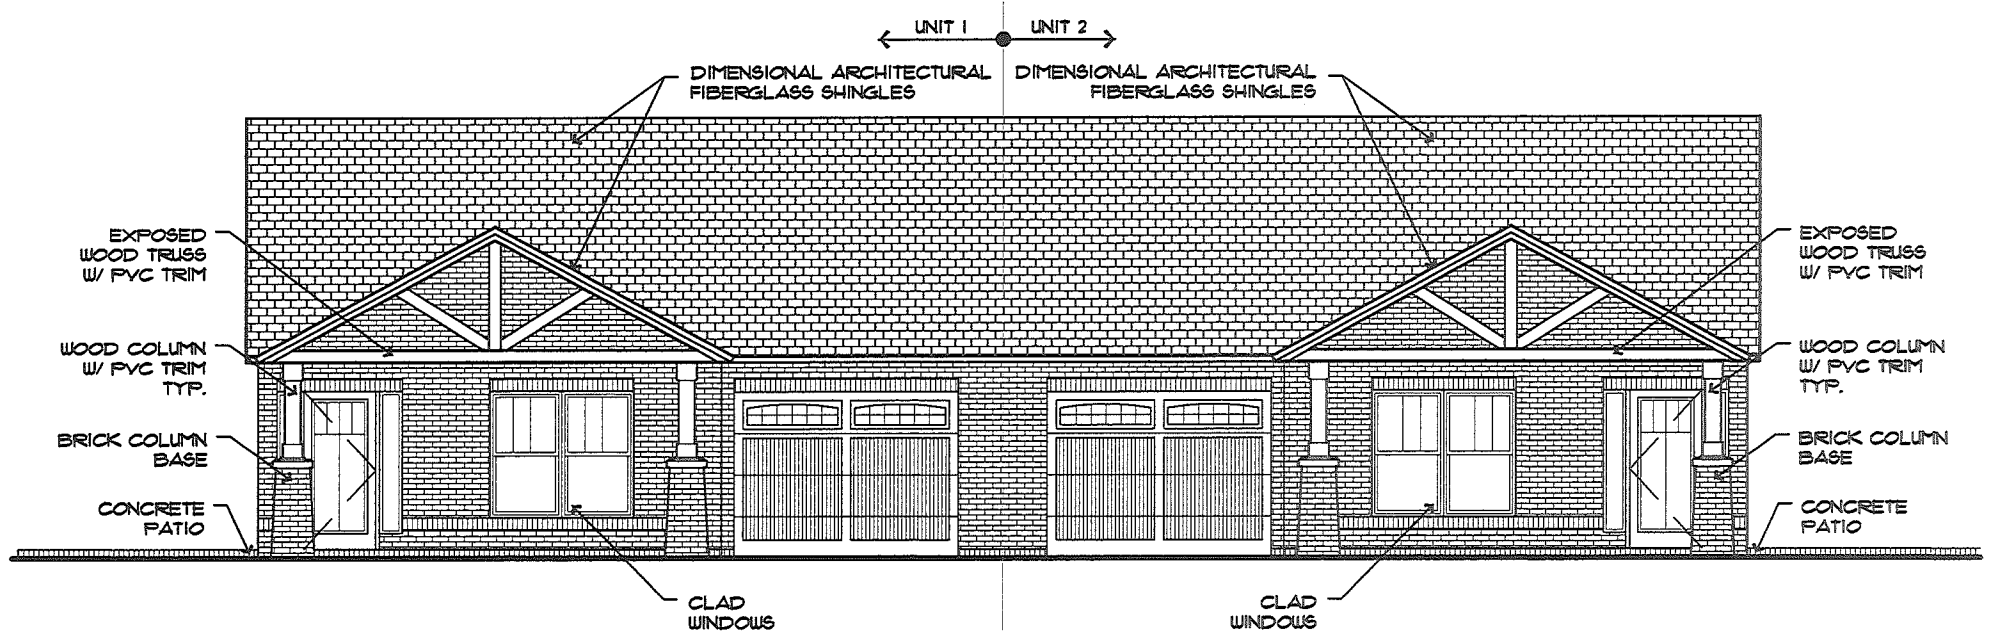 UNIT 1
UNIT 2
DIMENSIONAL ARCHITECTURAL
FIBERGLASS SHINGLES
DIMENSIONAL ARCHITECTURAL
FIBERGLASS SHINGLES
EXPOSED
WOOD TRUSS
W/ PVC TRIM
WOOD COLUMN
W/ PVC TRIM
TYP.
BRICK COLUMN
BASE
CONCRETE
PATIO
CLAD
WINDOWS
CLAD
WINDOWS
EXPOSED
WOOD TRUSS
W/ PVC TRIM
WOOD COLUMN
W/ PVC TRIM
TYP.
BRICK COLUMN
BASE
CONCRETE
PATIO